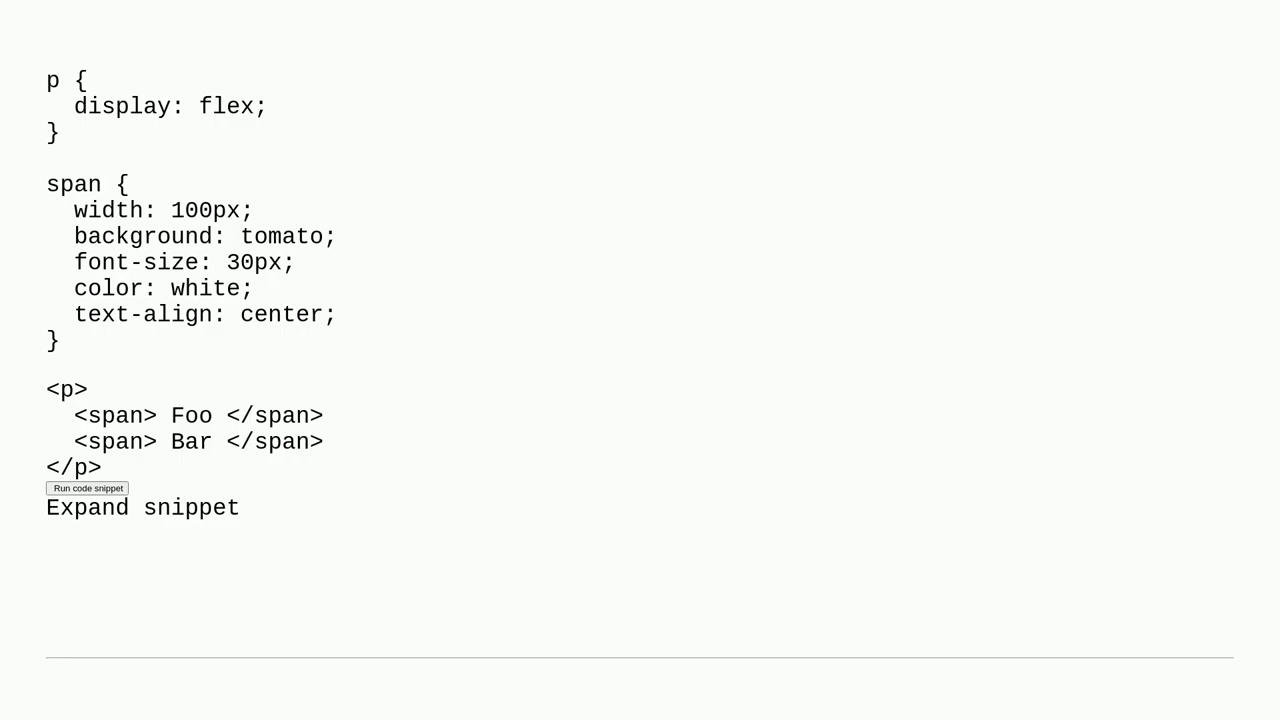 p {
  display: flex;
}
span {
  width: 100px;
  background: tomato;
  font-size: 30px;
  color: white;
  text-align: center;
}
<p>
  <span> Foo </span>
  <span> Bar </span>
</p>
Run code snippet
Expand snippet